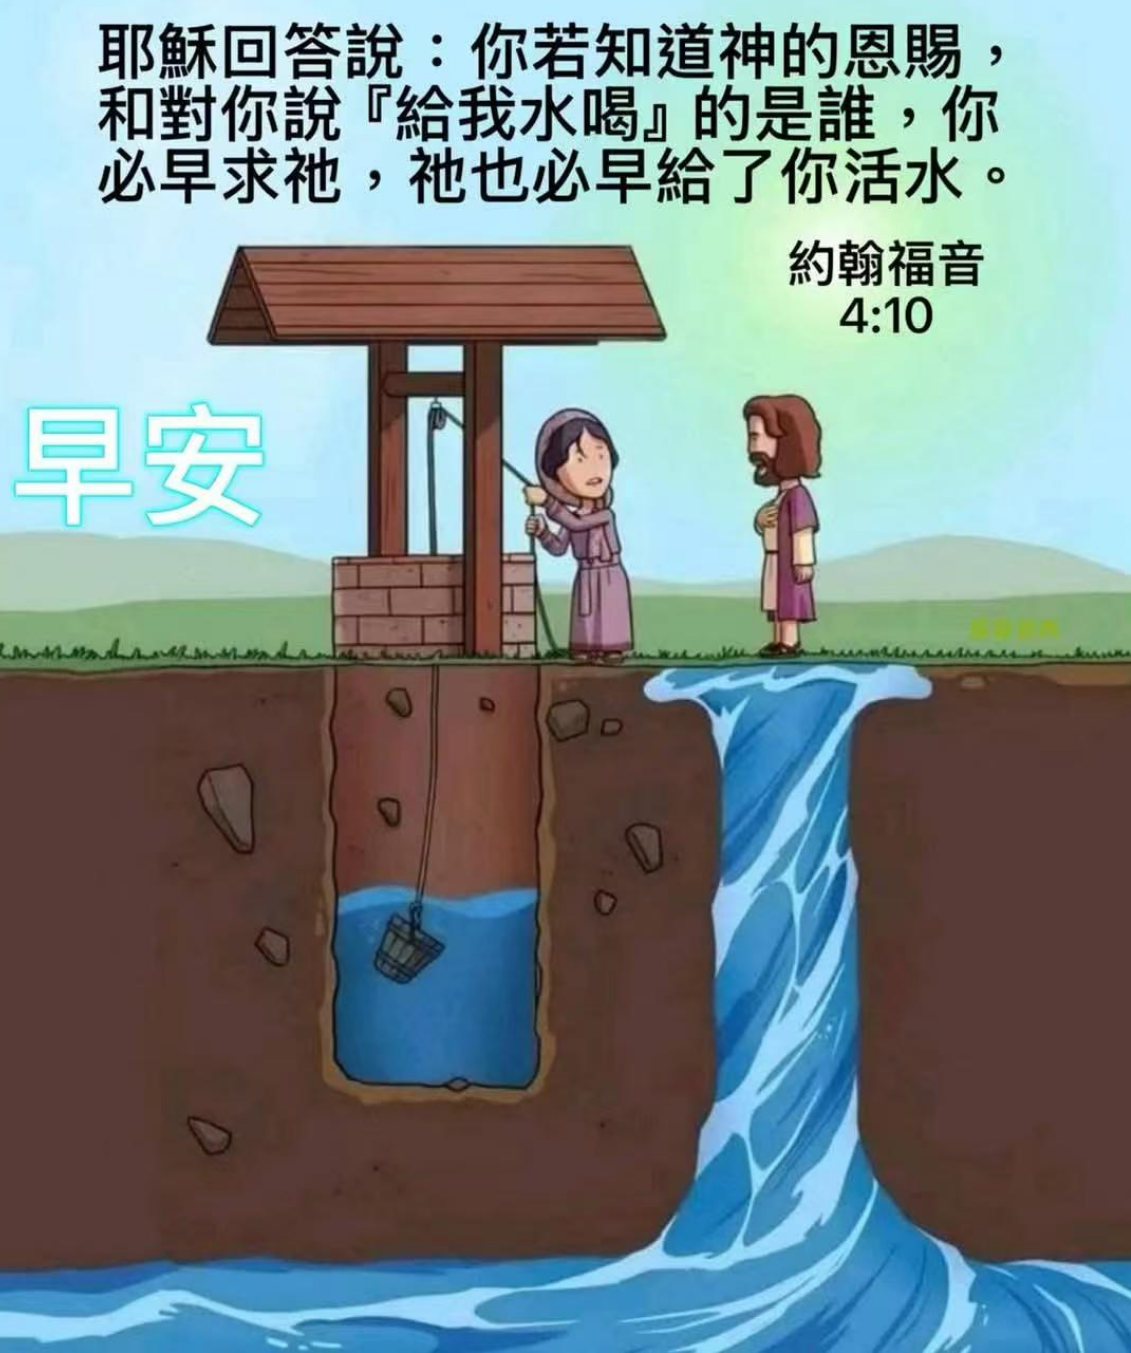 耶穌回答說：你若知道神的恩賜，
和對你說『給我水喝』的是誰，你
必早求祂，祂也必早給了你活水。
約翰福音
4:10
早安